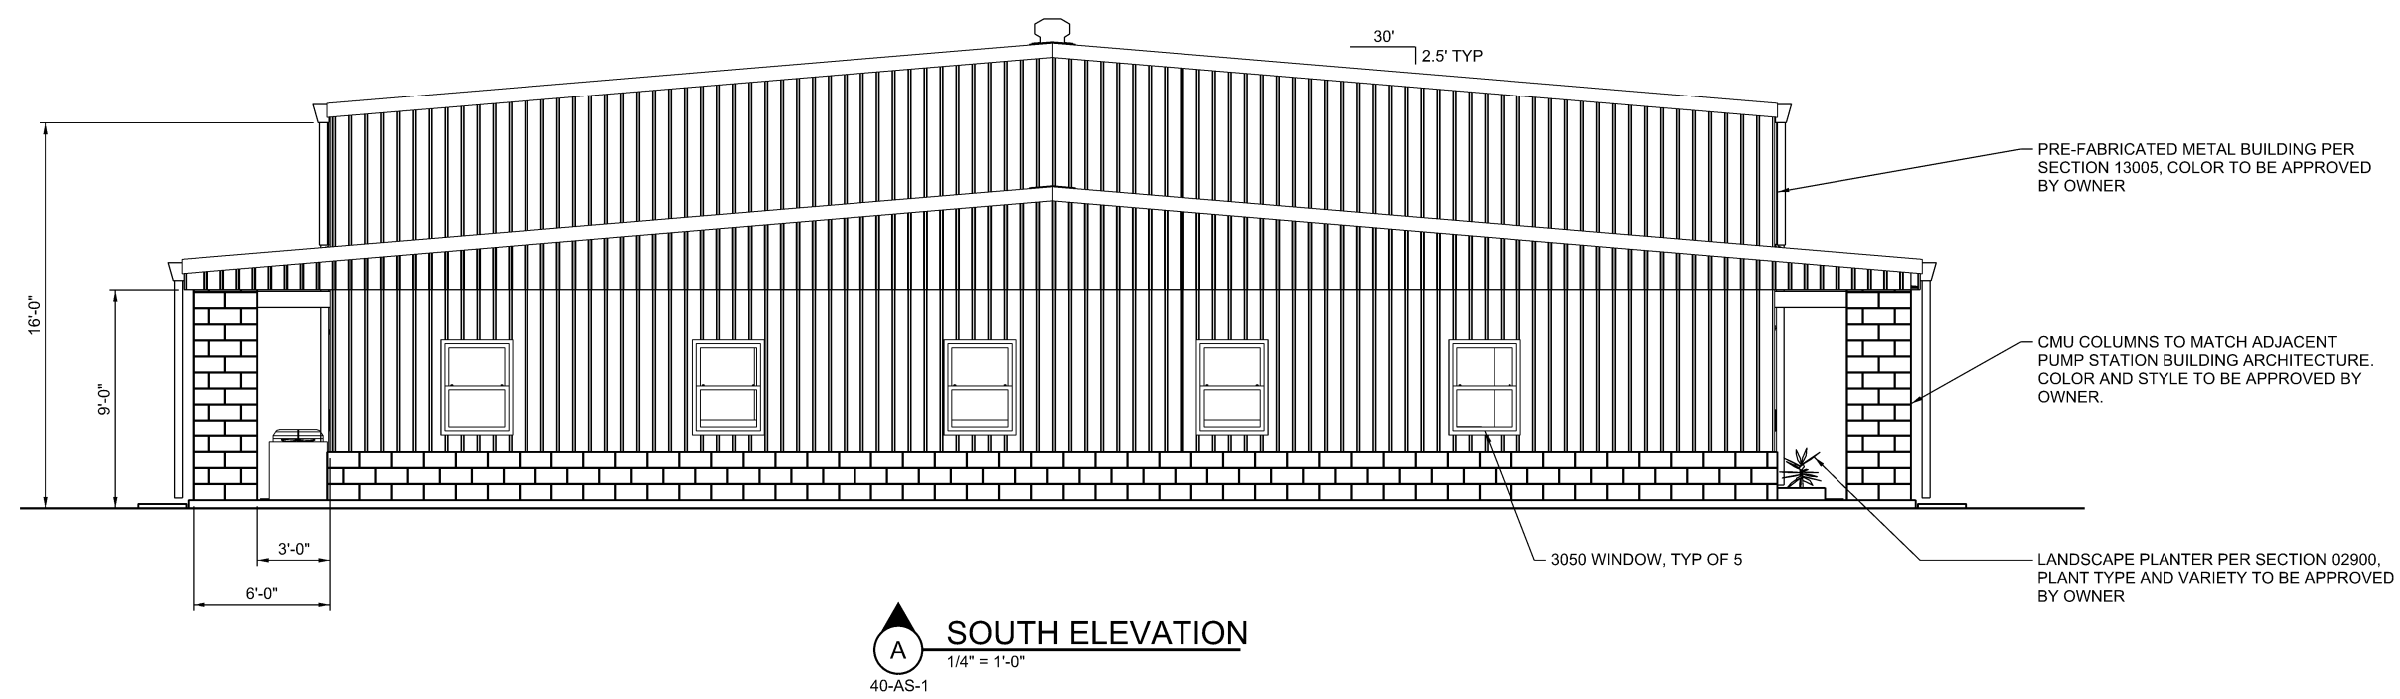 30'
2.5' TYP
PRE-FABRICATED METAL BUILDING PER
SECTION 13005, COLOR TO BE APPROVED
BY OWNER
16'-0"
9'-0"
CMU COLUMNS TO MATCH ADJACENT
PUMP STATION BUILDING ARCHITECTURE.
COLOR AND STYLE TO BE APPROVED BY
OWNER.
3'-0"
6'-0"
3050 WINDOW, TYP OF 5
LANDSCAPE PLANTER PER SECTION 02900,
PLANT TYPE AND VARIETY TO BE APPROVED
BY OWNER
A
SOUTH ELEVATION
1/4" = 1'-0"
40-AS-1